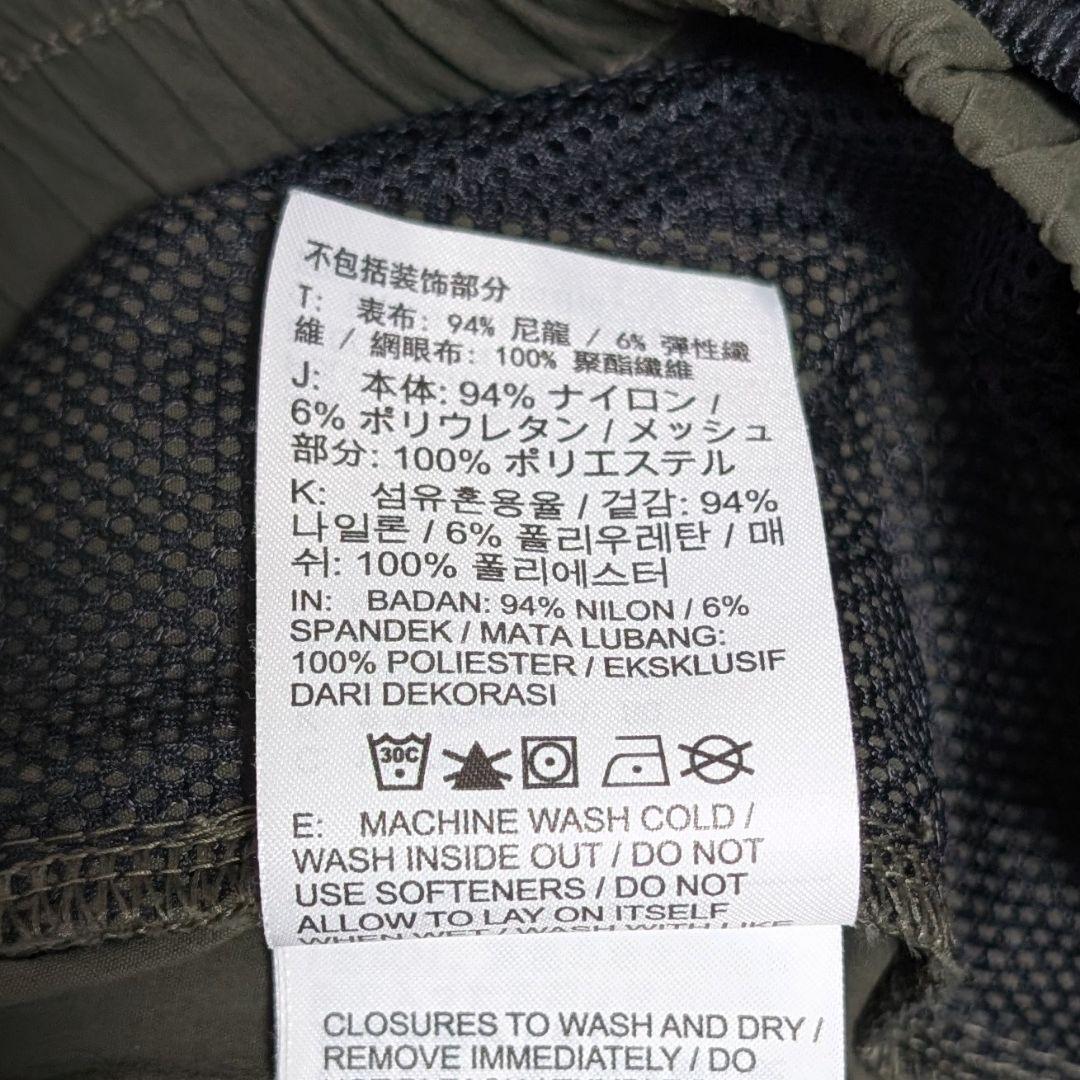 不包括装饰部分
T: 表布: 94% 尼龍 / 6% 彈性纖
維 / 網眼布: 100% 聚酯纖維
J: 本体: 94% ナイロン /
6% ポリウレタン / メッシュ
部分: 100% ポリエステル
K: 섬유혼용율 / 겉감: 94%
나일론 / 6% 폴리우레탄 / 매
쉬: 100% 폴리에스터
IN: BADAN: 94% NILON / 6%
SPANDEK / MATA LUBANG:
100% POLIESTER / EKSKLUSIF
DARI DEKORASI
30C
E: MACHINE WASH COLD /
WASH INSIDE OUT / DO NOT
USE SOFTENERS / DO NOT
ALLOW TO LAY ON ITSELF
WHEN WET / WASH WITH LIKE
CLOSURES TO WASH AND DRY /
REMOVE IMMEDIATELY / DO